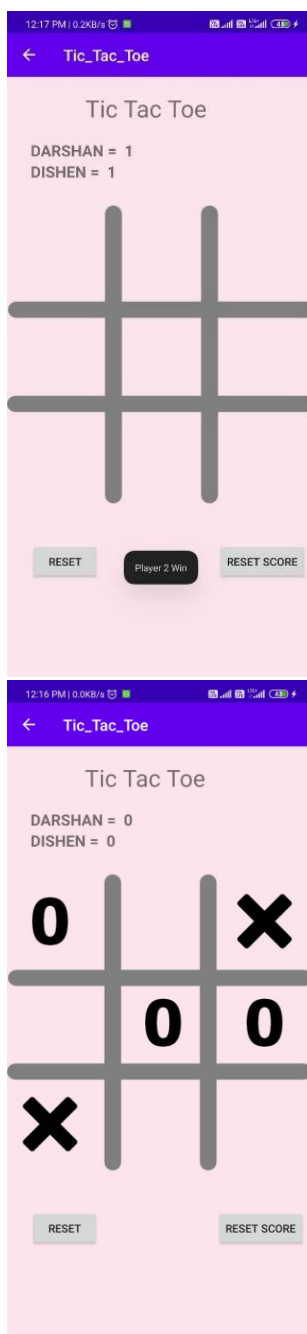 12:17 PM | 0.2KB/s
Tic_Tac_Toe
Tic Tac Toe
DARSHAN = 1
DISHEN = 1
RESET
Player 2 Win
RESET SCORE
12:16 PM | 0.0KB/s
Tic_Tac_Toe
Tic Tac Toe
DARSHAN = 0
DISHEN = 0
0
0 0
RESET
RESET SCORE